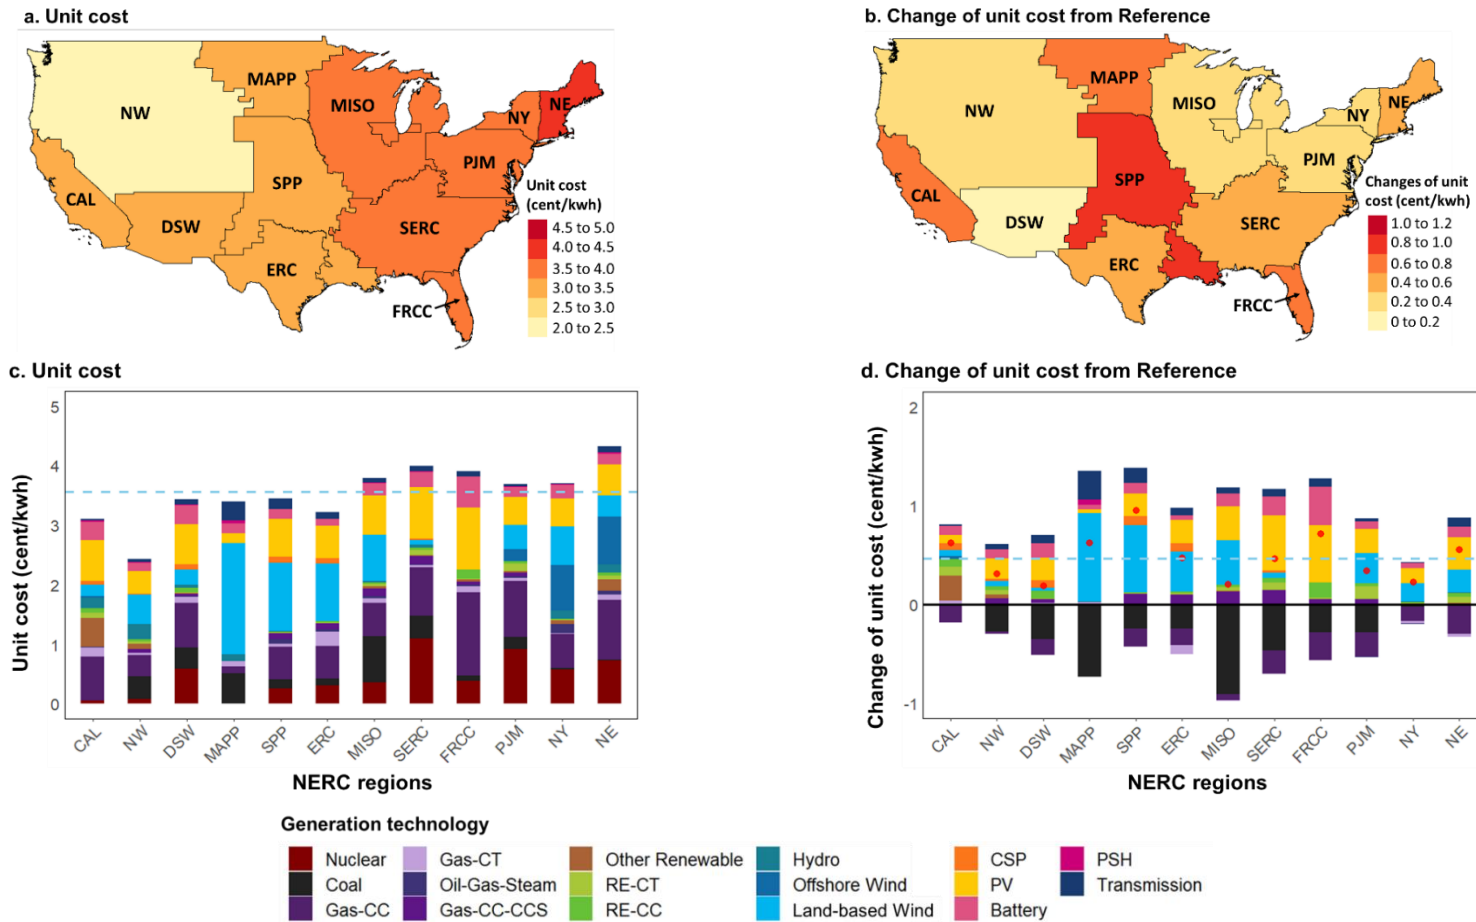 a. Unit cost
NW
MAPP
MISO
NE
NY
PJM
SPP
CAL
DSW
SERC
ERC
FRCC
Unit cost
(cent/kwh)
4.5 to 5.0
4.0 to 4.5
3.5 to 4.0
3.0 to 3.5
2.5 to 3.0
2.0 to 2.5
b. Change of unit cost from Reference
MAPP
MISO
NE
NY
NW
PJM
SPP
CAL
DSW
SERC
ERC
FRCC
Changes of unit
cost (cent/kwh)
1.0 to 1.2
0.8 to 1.0
0.6 to 0.8
0.4 to 0.6
0.2 to 0.4
0 to 0.2
c. Unit cost
Unit cost (cent/kwh)
5
4
3
2
1
0
CAL
NW
DSW
MAPP
SPP
ERC
MISO
SERC
FRCC
PJM
NY
NE
NERC regions
d. Change of unit cost from Reference
Change of unit cost (cent/kwh)
2
1
0
-1
CAL
NW
DSW
MAPP
SPP
ERC
MISO
SERC
FRCC
PJM
NY
NE
NERC regions
Generation technology
Nuclear
Coal
Gas-CC
Gas-CT
Oil-Gas-Steam
Gas-CC-CCS
Other Renewable
RE-CT
RE-CC
Hydro
Offshore Wind
Land-based Wind
CSP
PV
Battery
PSH
Transmission